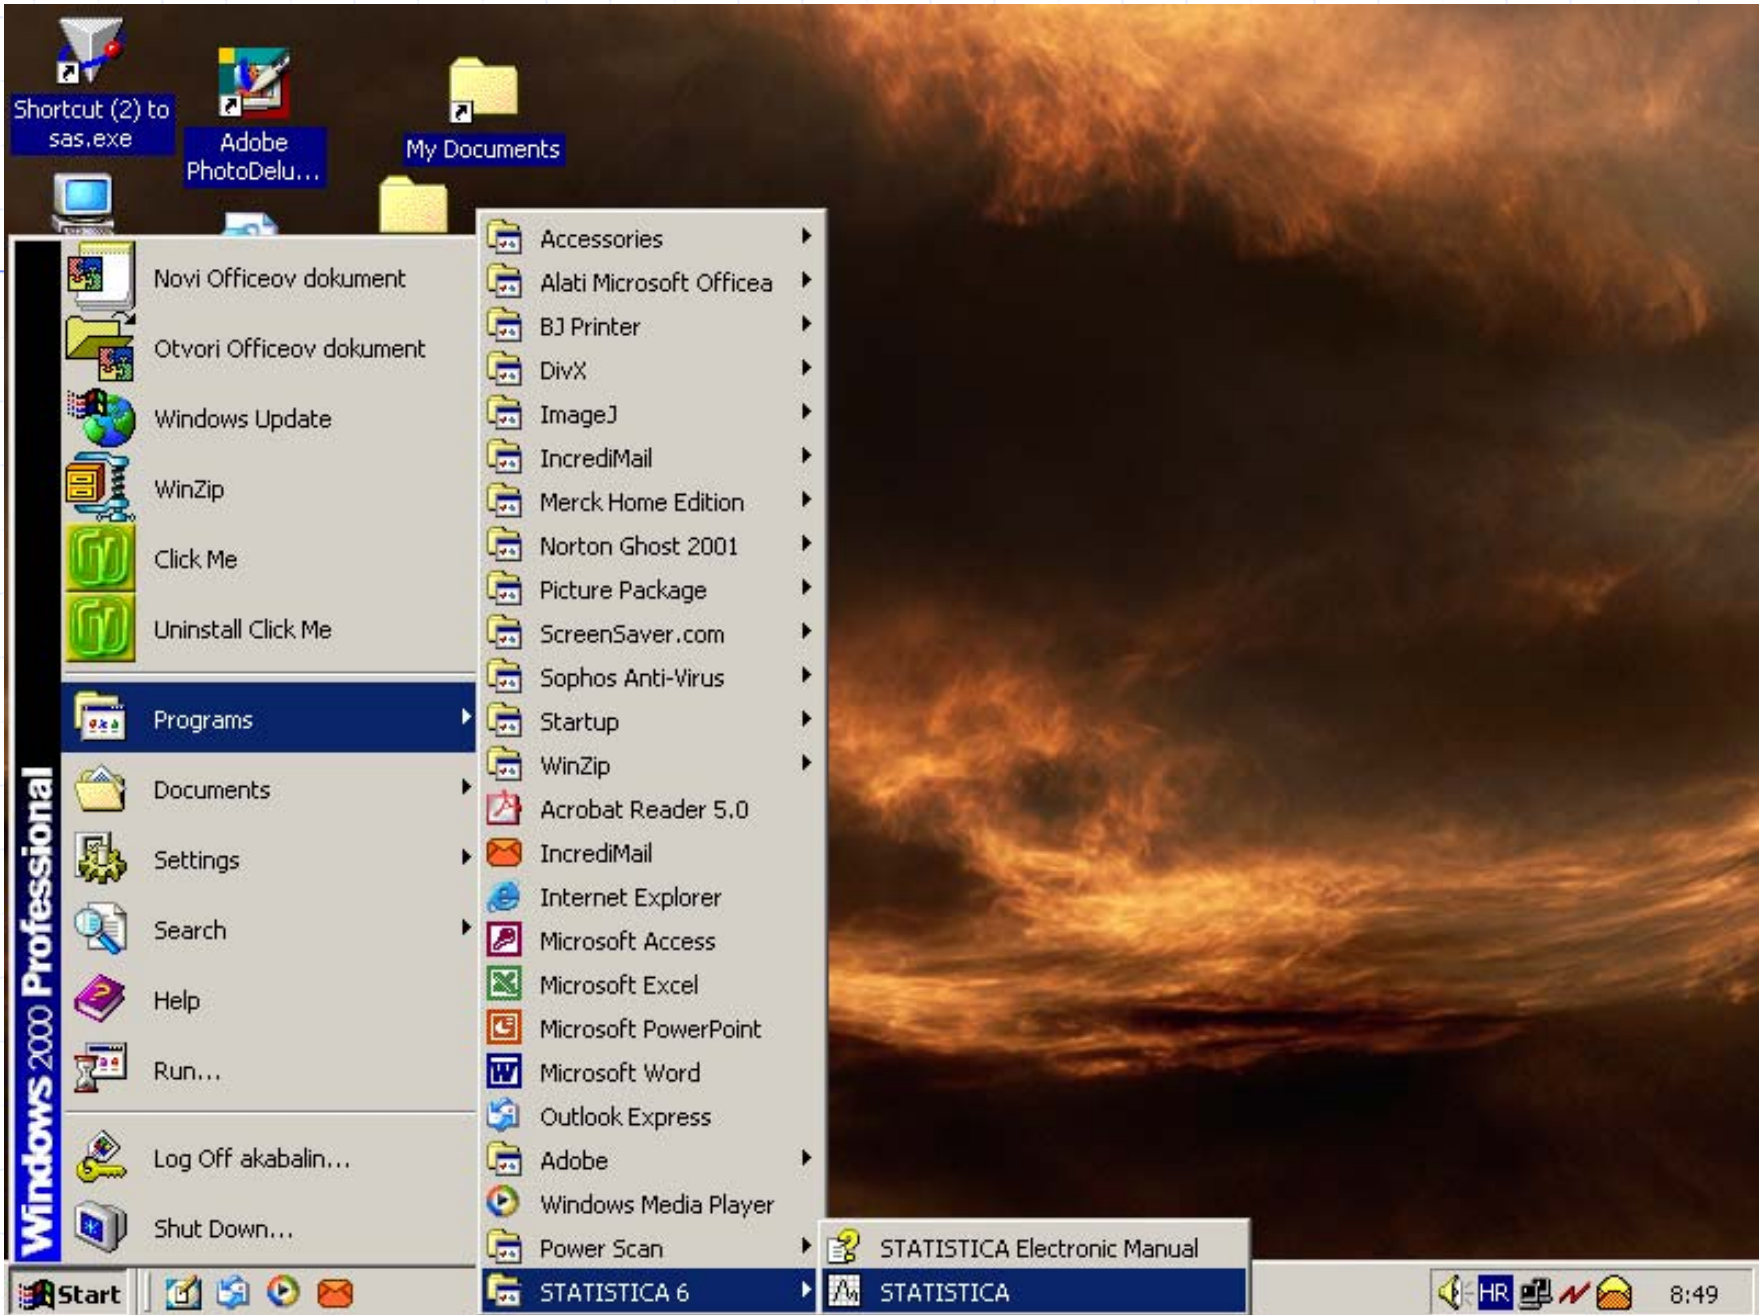 Shortcut (2) to
sas.exe
Adobe
PhotoDelu...
My Documents
Novi Officeov dokument
Otvori Officeov dokument
Windows Update
WinZip
Click Me
Uninstall Click Me
Programs
Documents
Settings
Search
Help
Run...
Log Off akabalin...
Shut Down...
Windows 2000 Professional
Accessories
Alati Microsoft Officea
BJ Printer
DivX
ImageJ
IncrediMail
Merck Home Edition
Norton Ghost 2001
Picture Package
ScreenSaver.com
Sophos Anti-Virus
Startup
WinZip
Acrobat Reader 5.0
IncrediMail
Internet Explorer
Microsoft Access
Microsoft Excel
Microsoft PowerPoint
Microsoft Word
Outlook Express
Adobe
Windows Media Player
Power Scan
STATISTICA 6
STATISTICA Electronic Manual
STATISTICA
Start
HR
8:49